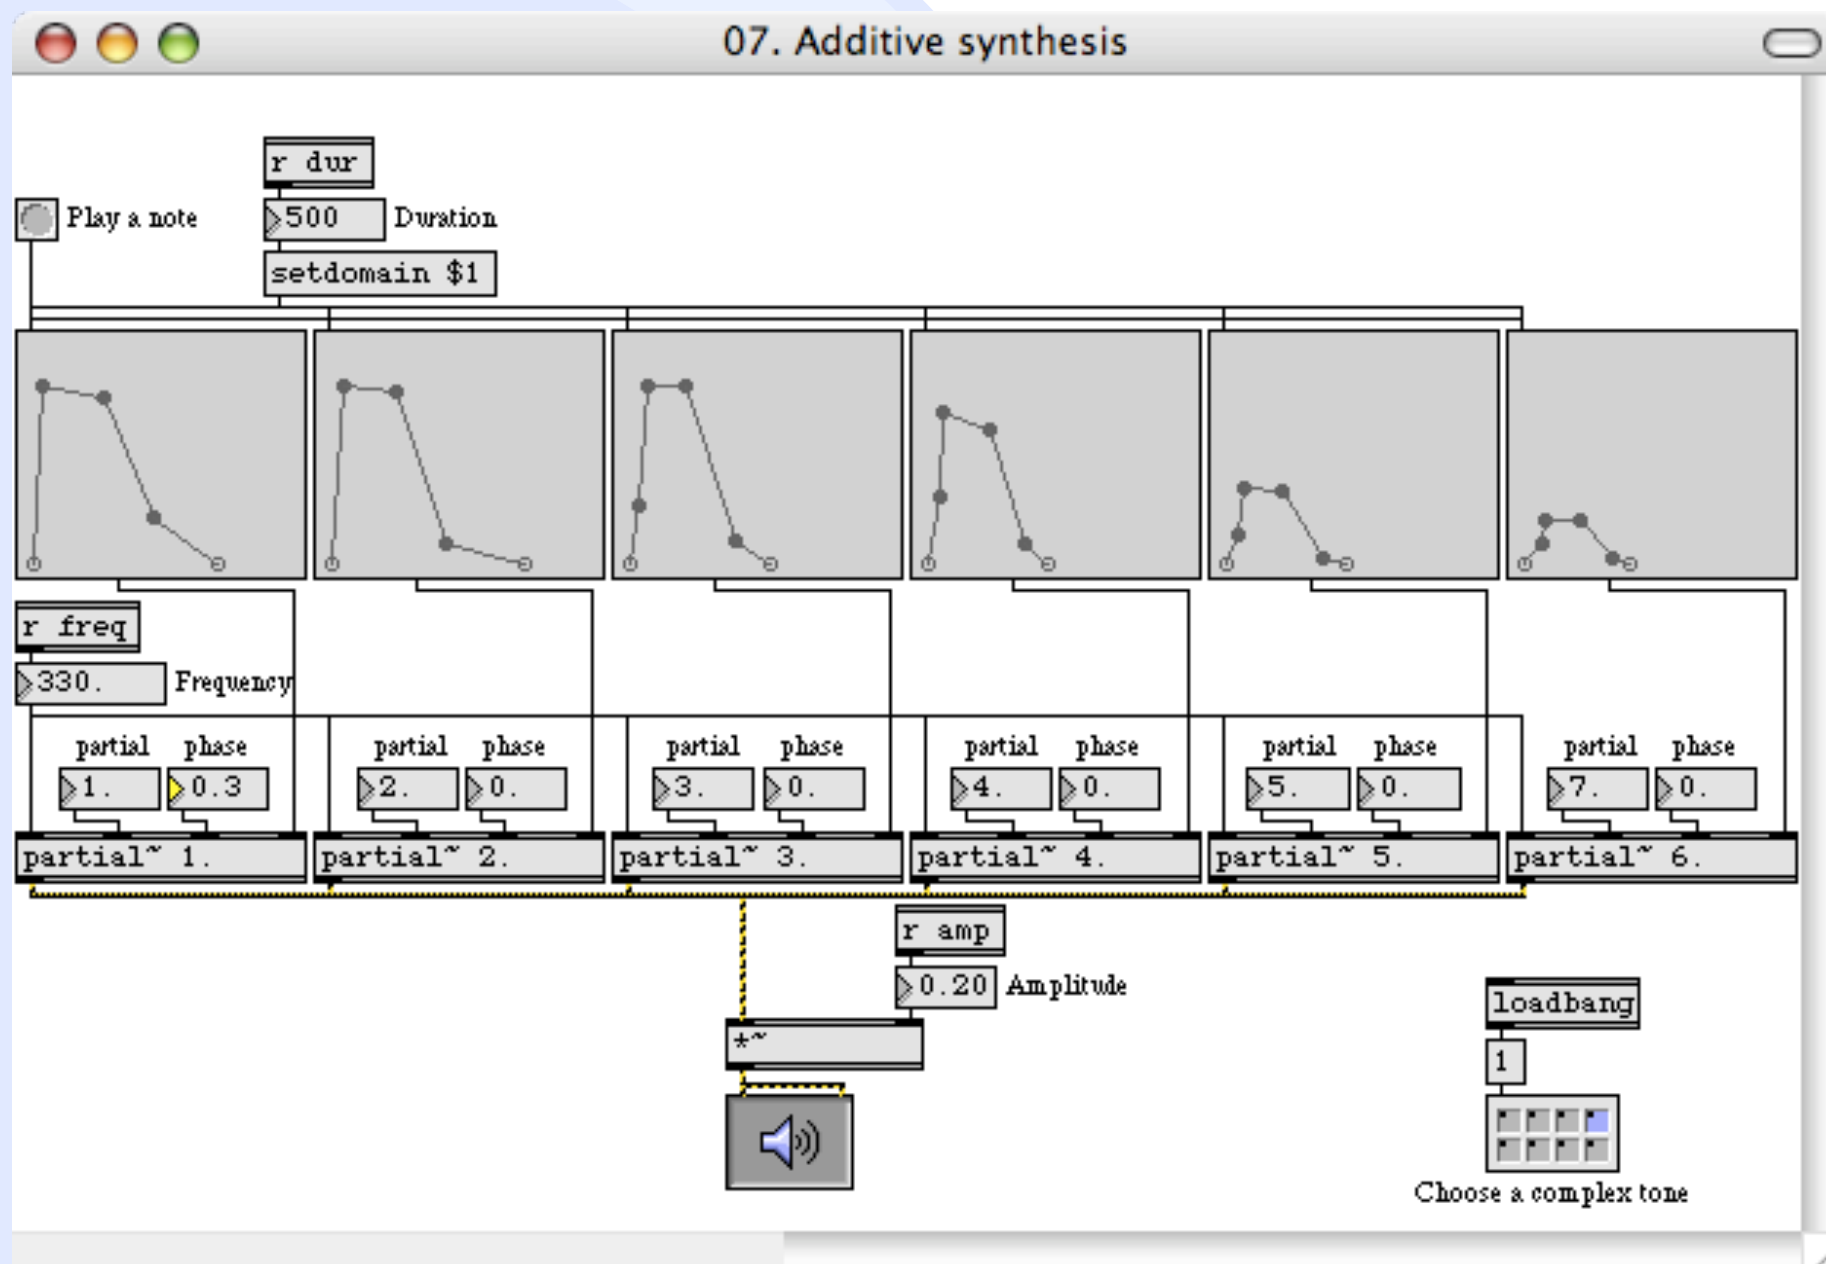 07. Additive synthesis
r dur
Play a note
500
Duration
setdomain $1
r freq
330.
Frequency
partial phase partial phase partial phase partial phase partial phase partial phase
1. 0.3 2. 0. 3. 0. 4. 0. 5. 0. 7. 0.
partial~ 1. partial~ 2. partial~ 3. partial~ 4. partial~ 5. partial~ 6.
r amp
0.20
Amplitude
*~
loadbang
1
Choose a complex tone